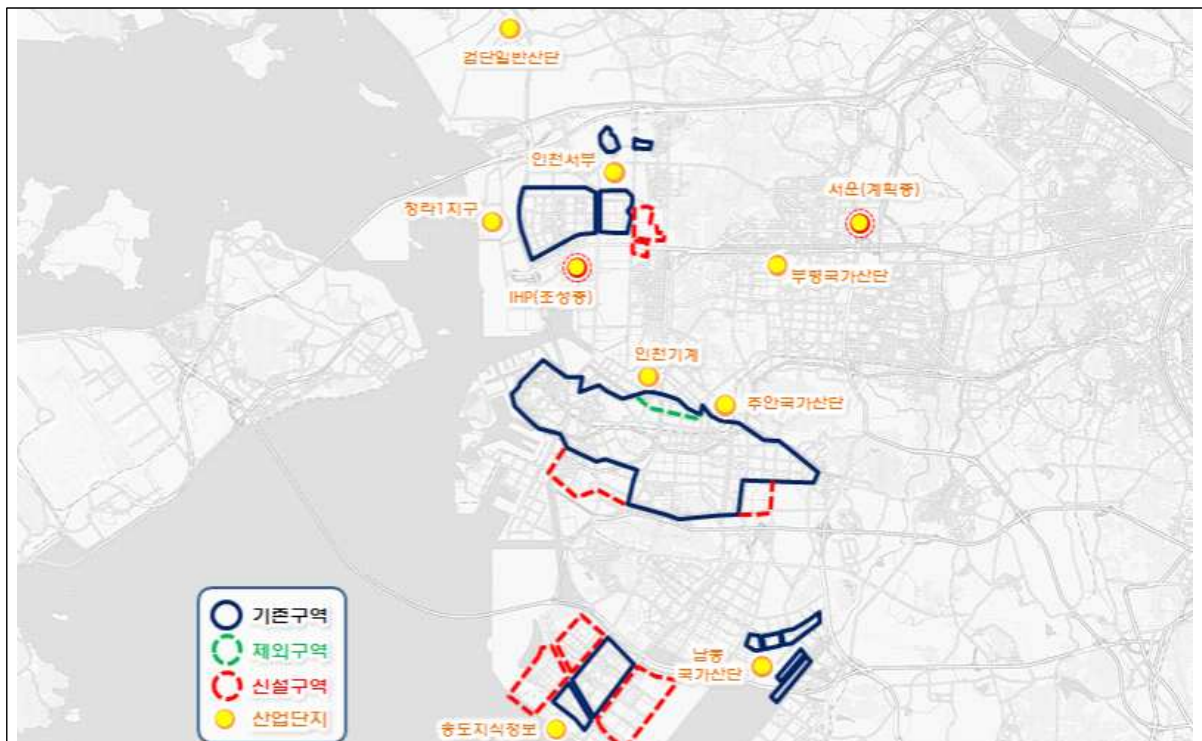 검단일반산단
인천서부
서운(계획중)
청라1지구
부평국가산단
IHP(조성중)
인천기계
주안국가산단
기존구역
제외구역
신설구역
산업단지
남동
국가산단
송도지식정보